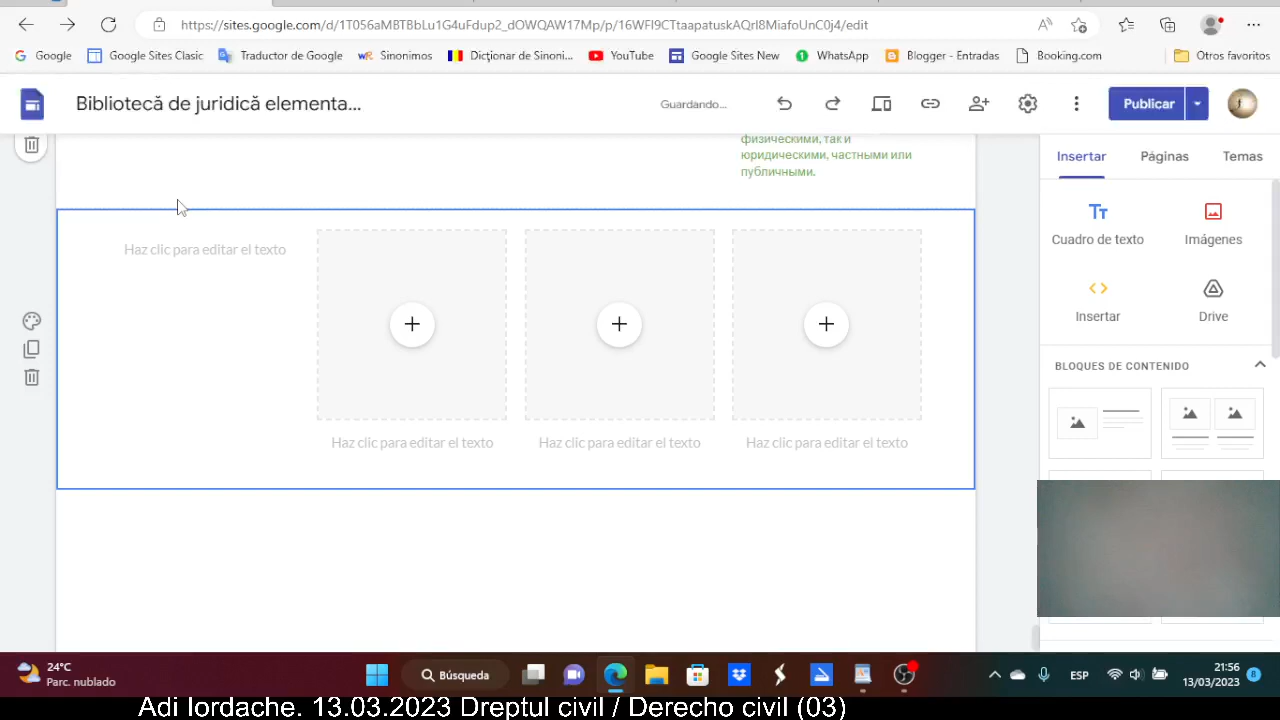 https://sites.google.com/d/1T056aMBTBbLu1G4uFdup2_dOWQAW17Mp/p/16WFI9CTtaapatuskAQrI8MiafoUnC0j4/edit
Google
Google Sites Clasic
Traductor de Google
Sinonimos
Dicționar de Sinoni...
YouTube
Google Sites New
WhatsApp
Blogger - Entradas
Booking.com
Otros favoritos
Bibliotecă de juridică elementa...
Guardando...
Publicar
физическими, так и
юридическими, частными или
публичными.
Insertar
Páginas
Temas
Cuadro de texto
Imágenes
Insertar
Drive
BLOQUES DE CONTENIDO
Haz clic para editar el texto
Haz clic para editar el texto
Haz clic para editar el texto
Haz clic para editar el texto
24°C
Parc. nublado
Búsqueda
ESP
21:56
13/03/2023
8
Adi Iordache. 13.03.2023 Dreptul civil / Derecho civil (03)